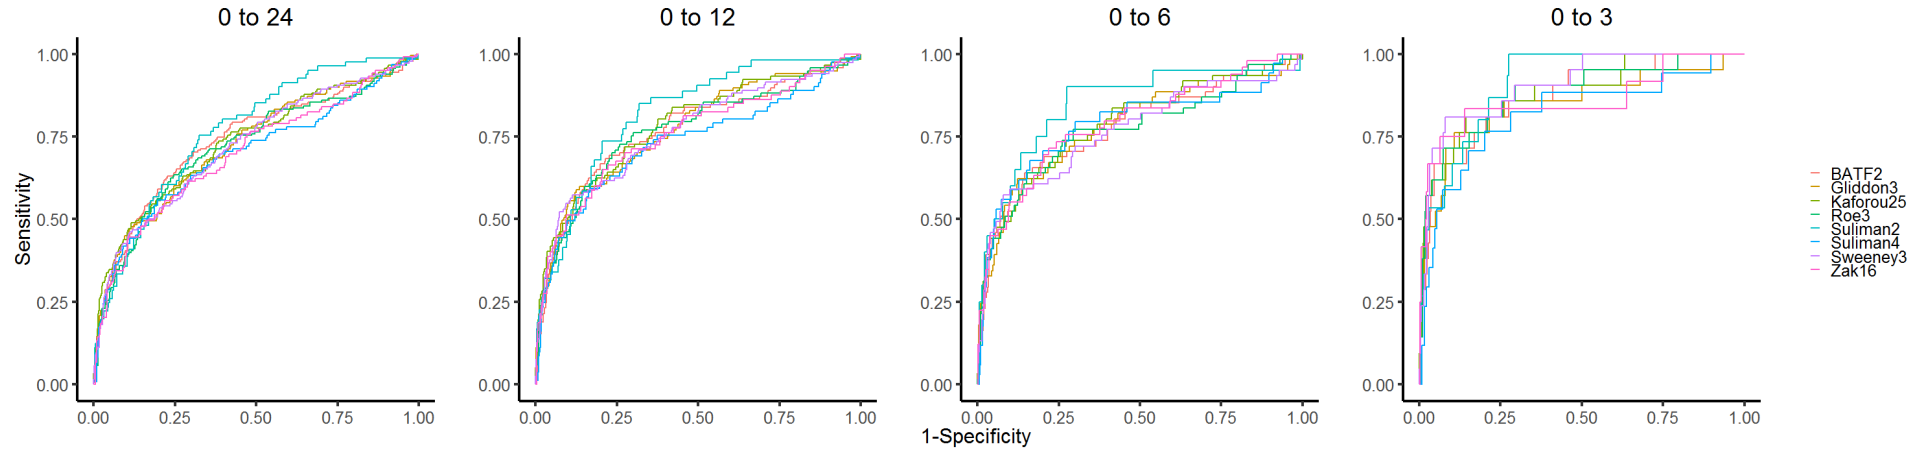 0 to 24
0 to 12
0 to 6
0 to 3
Sensitivity
1.00
0.75
0.50
0.25
0.00
0.00 0.25 0.50 0.75 1.00
1.00
0.75
0.50
0.25
0.00
0.00 0.25 0.50 0.75 1.00
1.00
0.75
0.50
0.25
0.00
0.00 0.25 0.50 0.75 1.00
1.00
0.75
0.50
0.25
0.00
0.00 0.25 0.50 0.75 1.00
1-Specificity
BATF2
Gliddon3
Kaforou25
Roe3
Suliman2
Suliman4
Sweeney3
Zak16